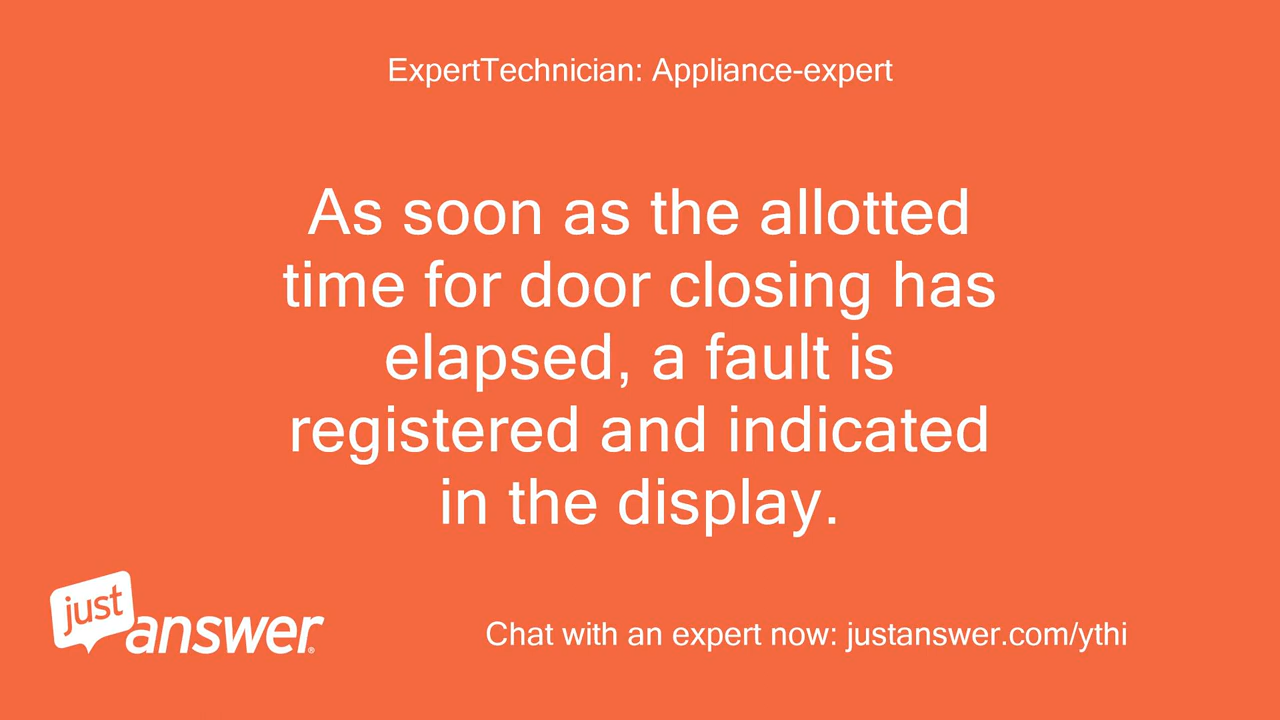 ExpertTechnician: Appliance-expert
As soon as the allotted
time for door closing has
elapsed, a fault is
registered and indicated
in the display.
just
answer®
Chat with an expert now: justanswer.com/ythi